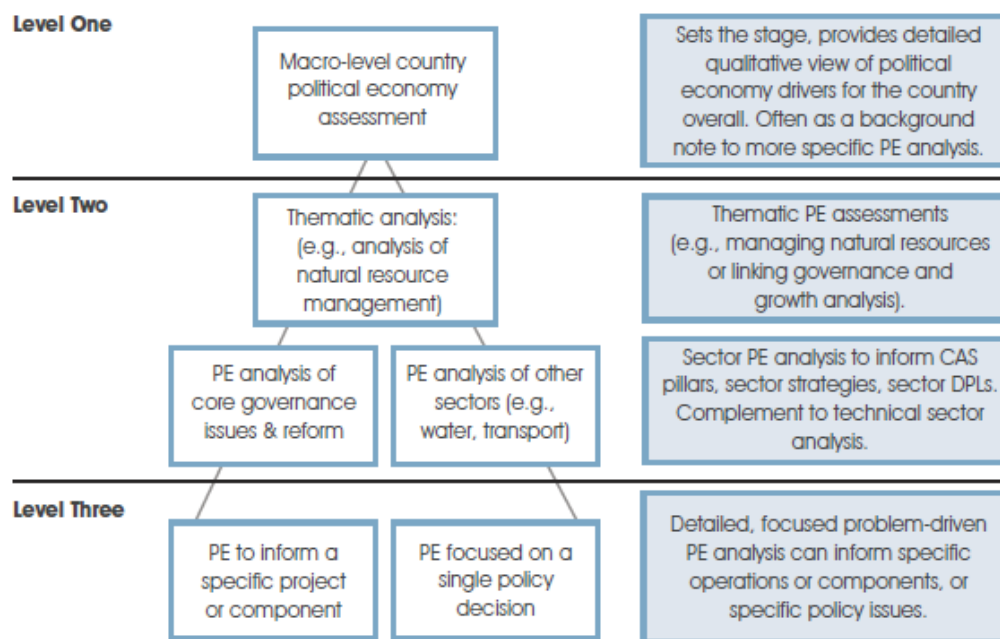 Level One
Macro-level country
political economy
assessment
Sets the stage, provides detailed
qualitative view of political
economy drivers for the country
overall. Often as a background
note to more specific PE analysis.
Level Two
Thematic analysis:
(e.g., analysis of
natural resource
management)
Thematic PE assessments
(e.g., managing natural resources
or linking governance and
growth analysis).
PE analysis of
core governance
issues & reform
PE analysis of other
sectors (e.g.,
water, transport)
Sector PE analysis to inform CAS
pillars, sector strategies, sector DPLs.
Complement to technical sector
analysis.
Level Three
PE to inform a
specific project
or component
PE focused on a
single policy
decision
Detailed, focused problem-driven
PE analysis can inform specific
operations or components, or
specific policy issues.